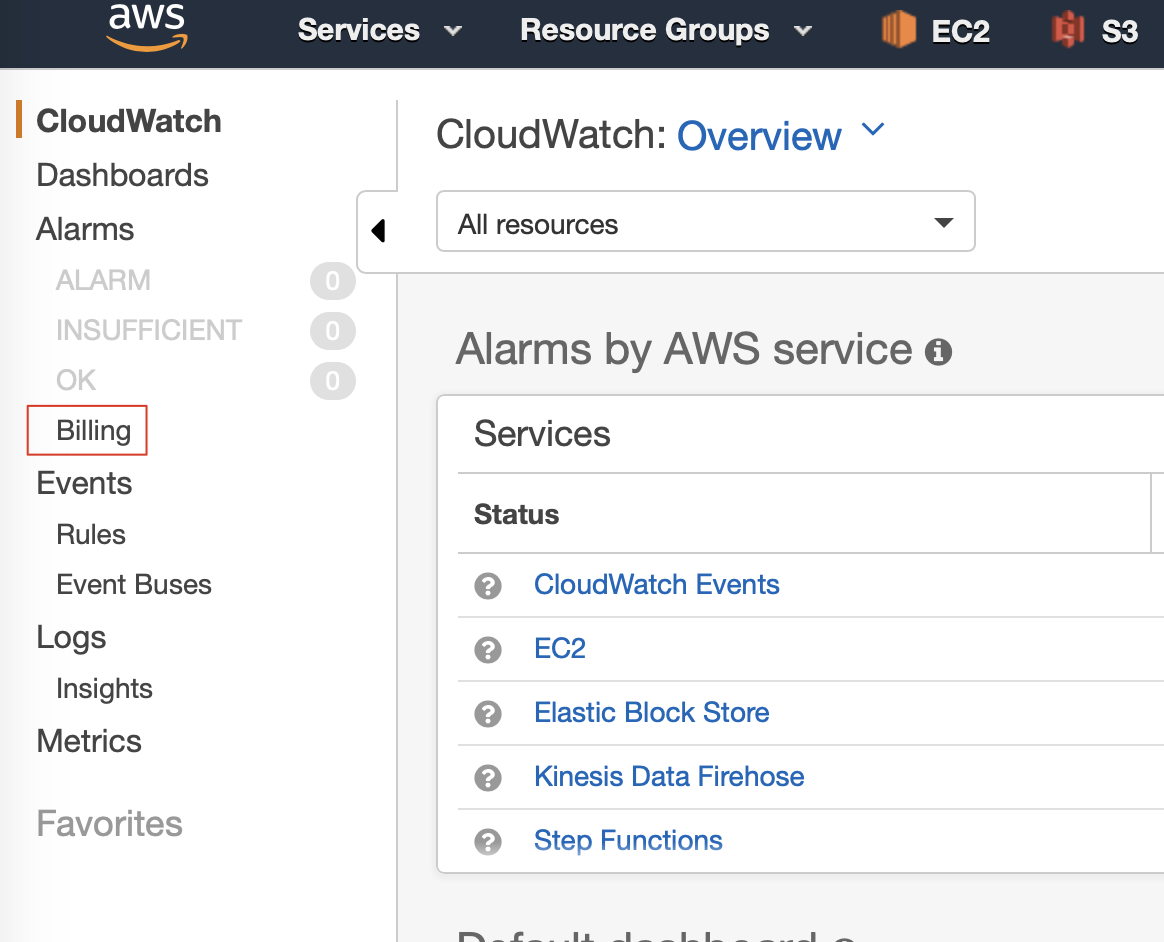 aws
Services
Resource Groups
EC2
S3
CloudWatch
Dashboards
Alarms
ALARM 0
INSUFFICIENT 0
OK 0
Billing
Events
Rules
Event Buses
Logs
Insights
Metrics
Favorites
CloudWatch: Overview
All resources
Alarms by AWS service
Services
Status
CloudWatch Events
EC2
Elastic Block Store
Kinesis Data Firehose
Step Functions
Default dashboard